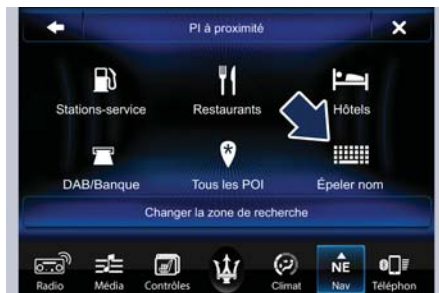 PI à proximité
Stations-service Restaurants Hôtels
DAB/Banque Tous les POI Épeler nom
Changer la zone de recherche
NE
Radio Média Contrôles Climat Nav Téléphon